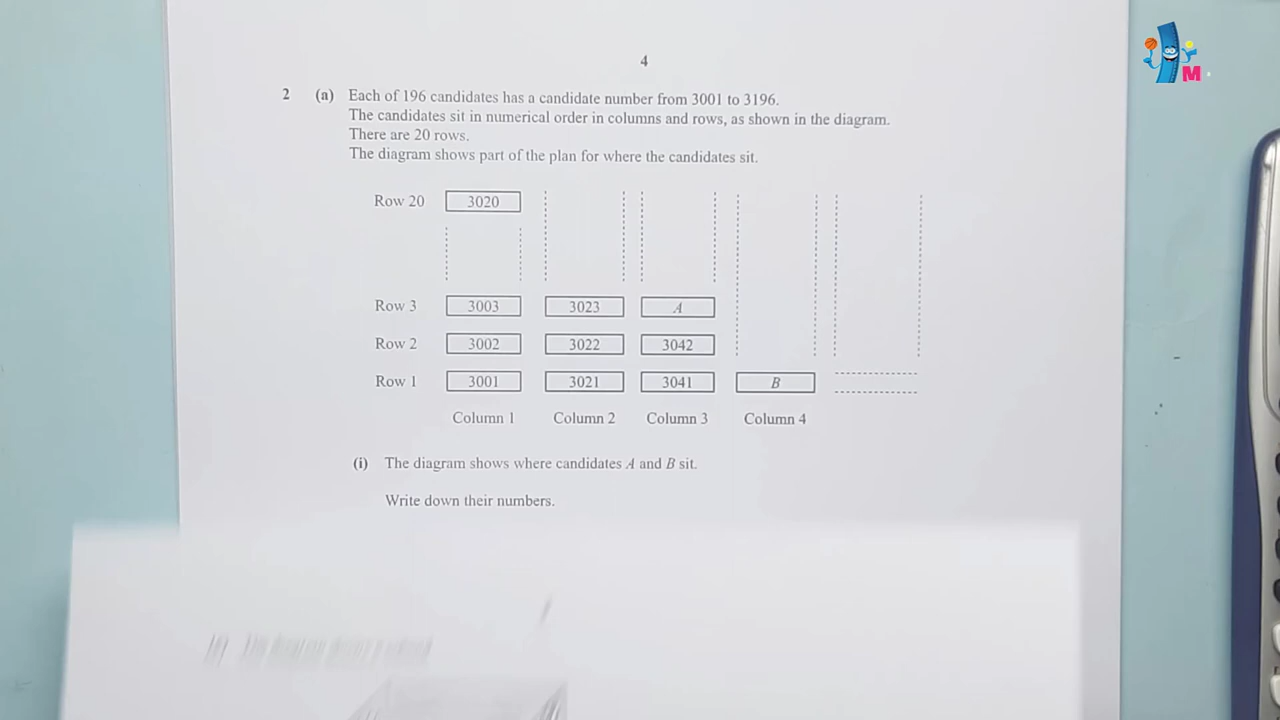 4
2 (a) Each of 196 candidates has a candidate number from 3001 to 3196.
The candidates sit in numerical order in columns and rows, as shown in the diagram.
There are 20 rows.
The diagram shows part of the plan for where the candidates sit.
Row 20 3020
Row 3 3003 3023 A
Row 2 3002 3022 3042
Row 1 3001 3021 3041 B
Column 1 Column 2 Column 3 Column 4
(i) The diagram shows where candidates A and B sit.
Write down their numbers.
M